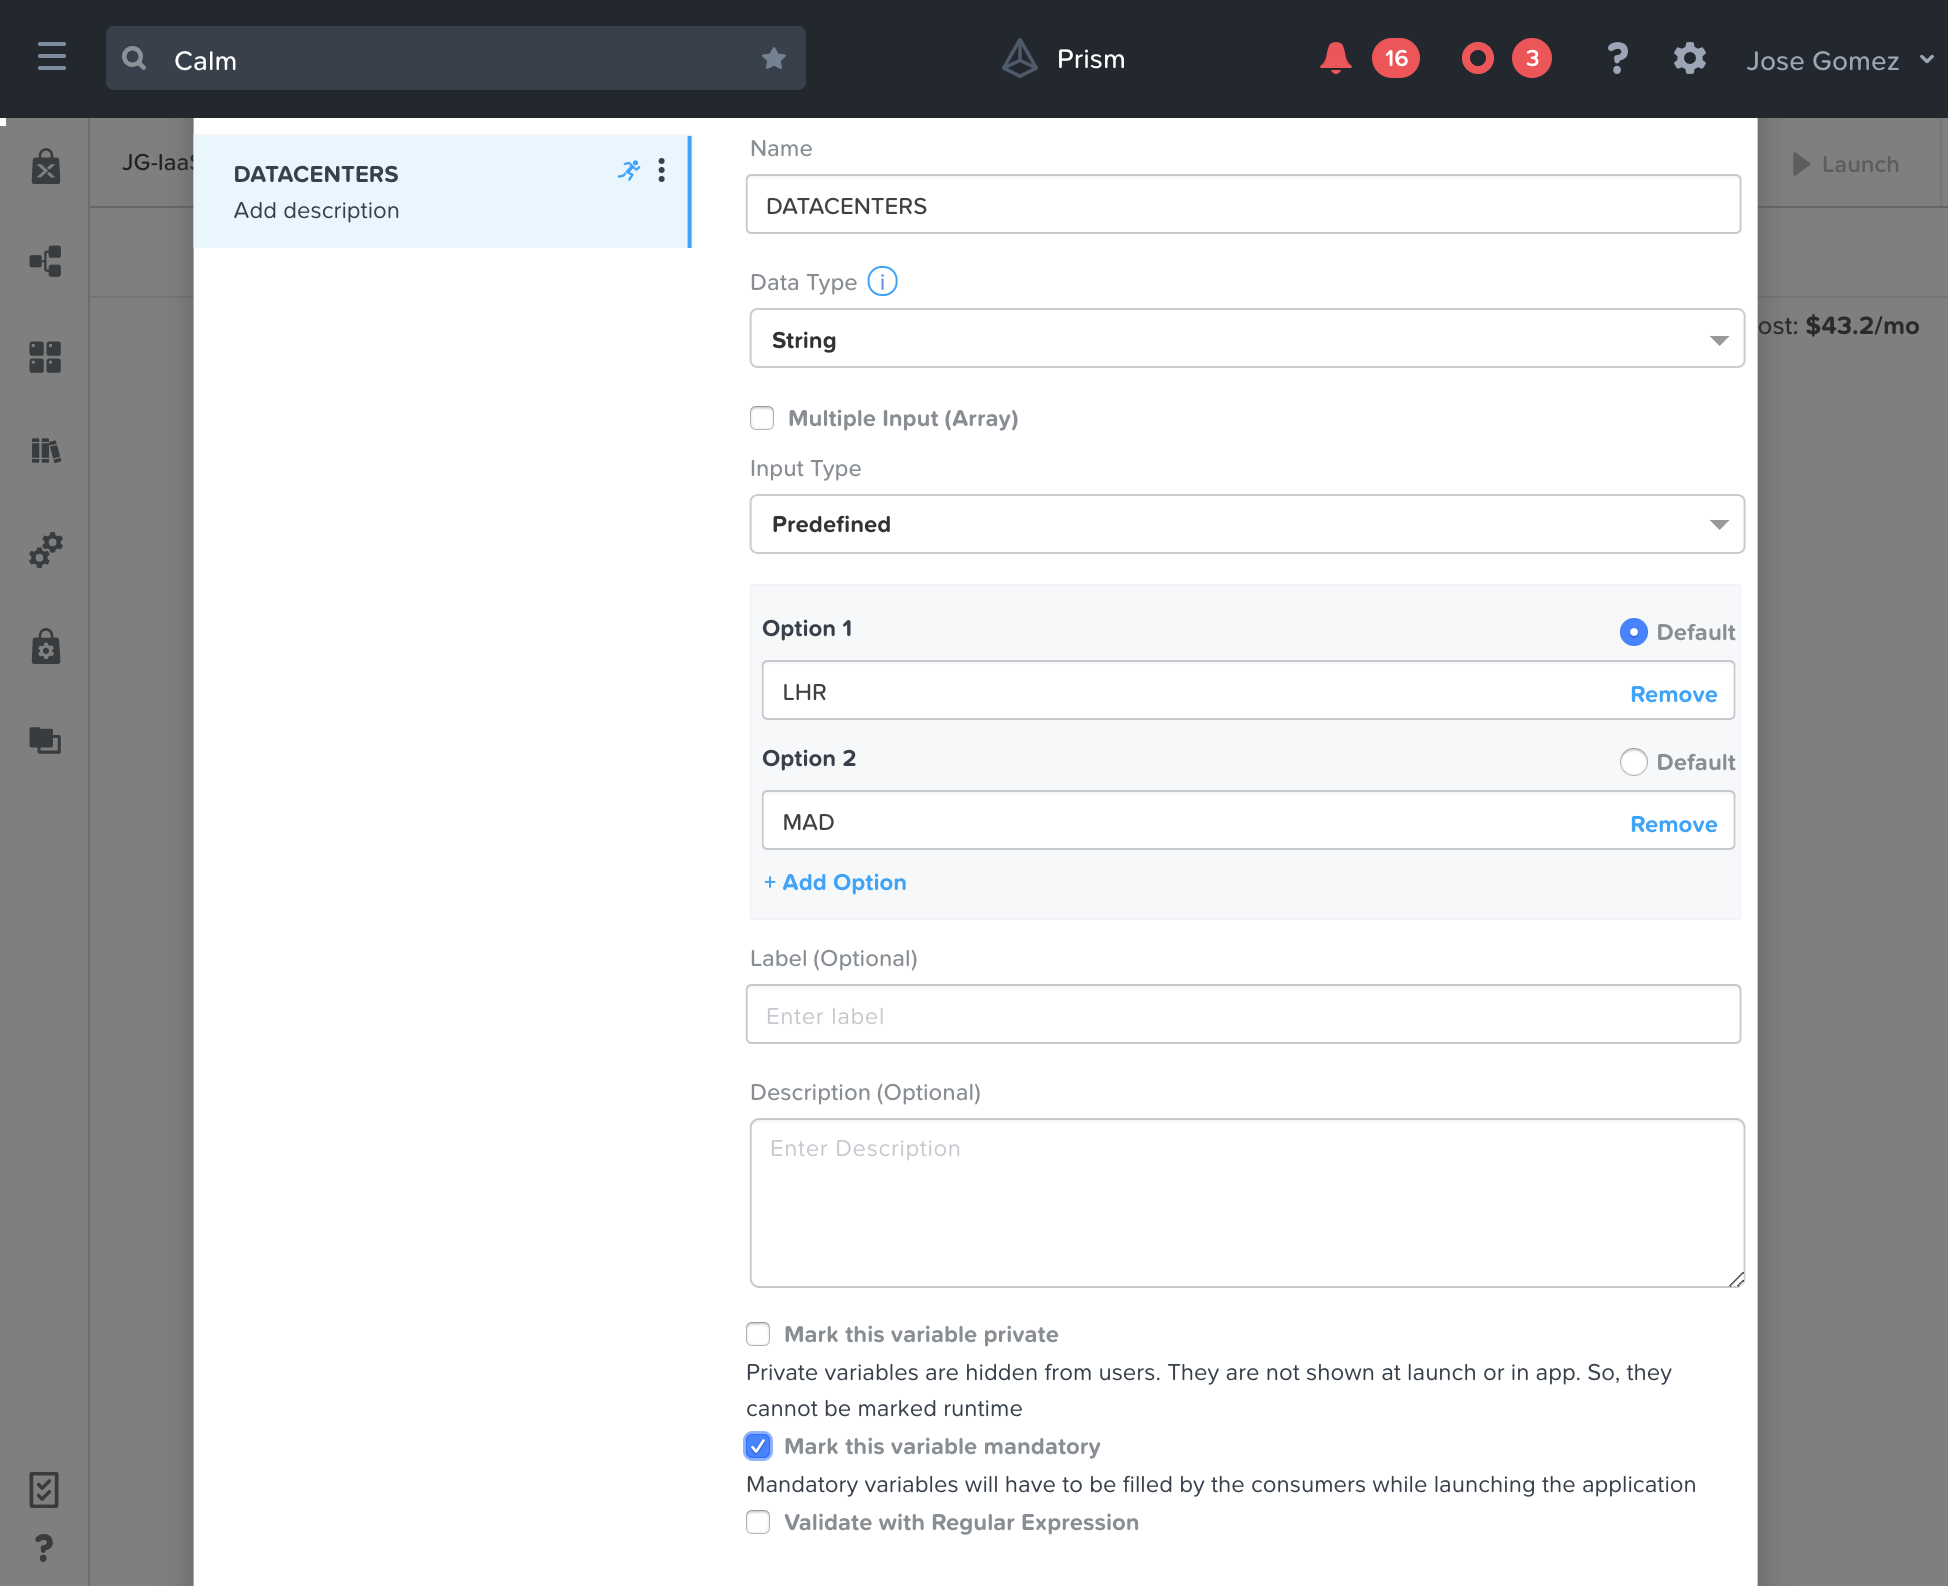 Calm
Prism
16
3
Jose Gomez
JG-IaaS
Launch
DATACENTERS
Add description
ost: $43.2/mo
Name
DATACENTERS
Data Type
String
Multiple Input (Array)
Input Type
Predefined
Option 1
Default
LHR
Remove
Option 2
Default
MAD
Remove
+ Add Option
Label (Optional)
Enter label
Description (Optional)
Enter Description
Mark this variable private
Private variables are hidden from users. They are not shown at launch or in app. So, they
cannot be marked runtime
Mark this variable mandatory
Mandatory variables will have to be filled by the consumers while launching the application
Validate with Regular Expression